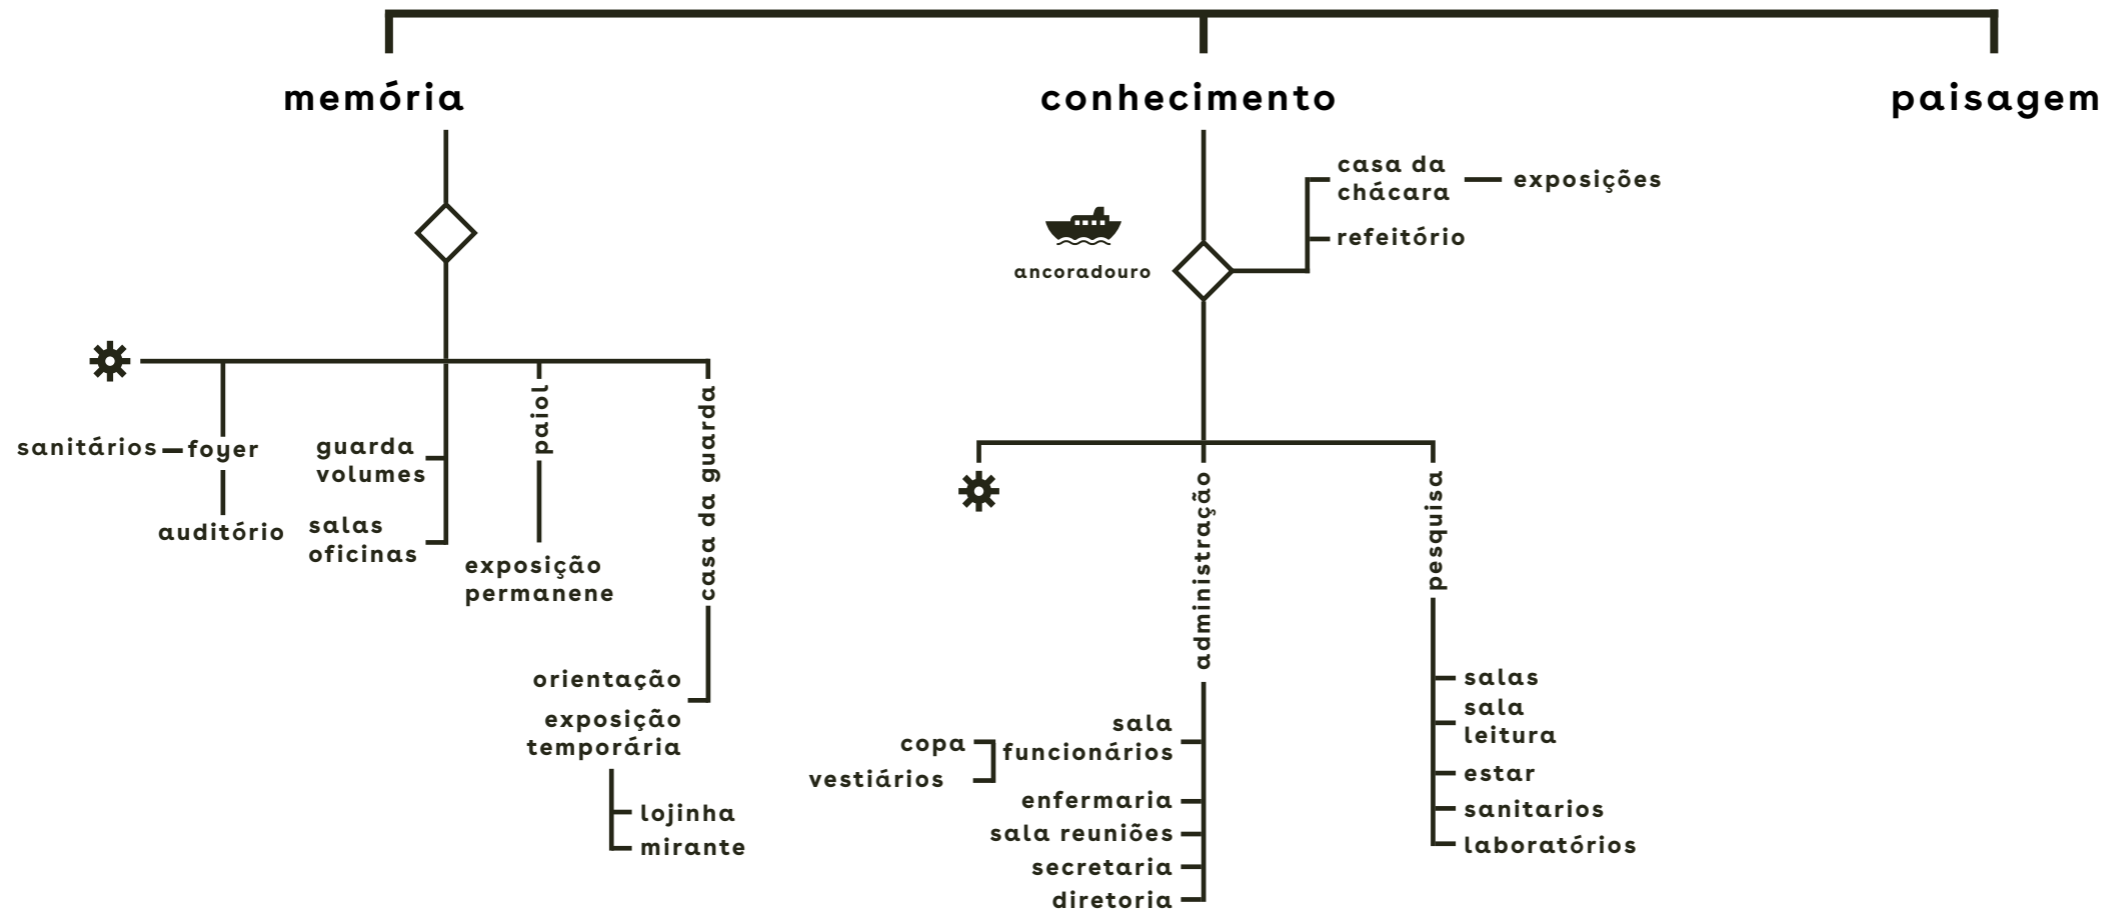 memória
conhecimento
paisagem
casa da
chácara
exposições
refeitório
ancoradouro
sanitários
foyer
auditório
guarda
volumes
salas
oficinas
paiol
exposição
permanene
casa da guarda
orientação
exposição
temporária
lojinha
mirante
administração
sala
funcionários
copa
vestiários
enfermaria
sala reuniões
secretaria
diretoria
pesquisa
salas
sala
leitura
estar
sanitarios
laboratórios